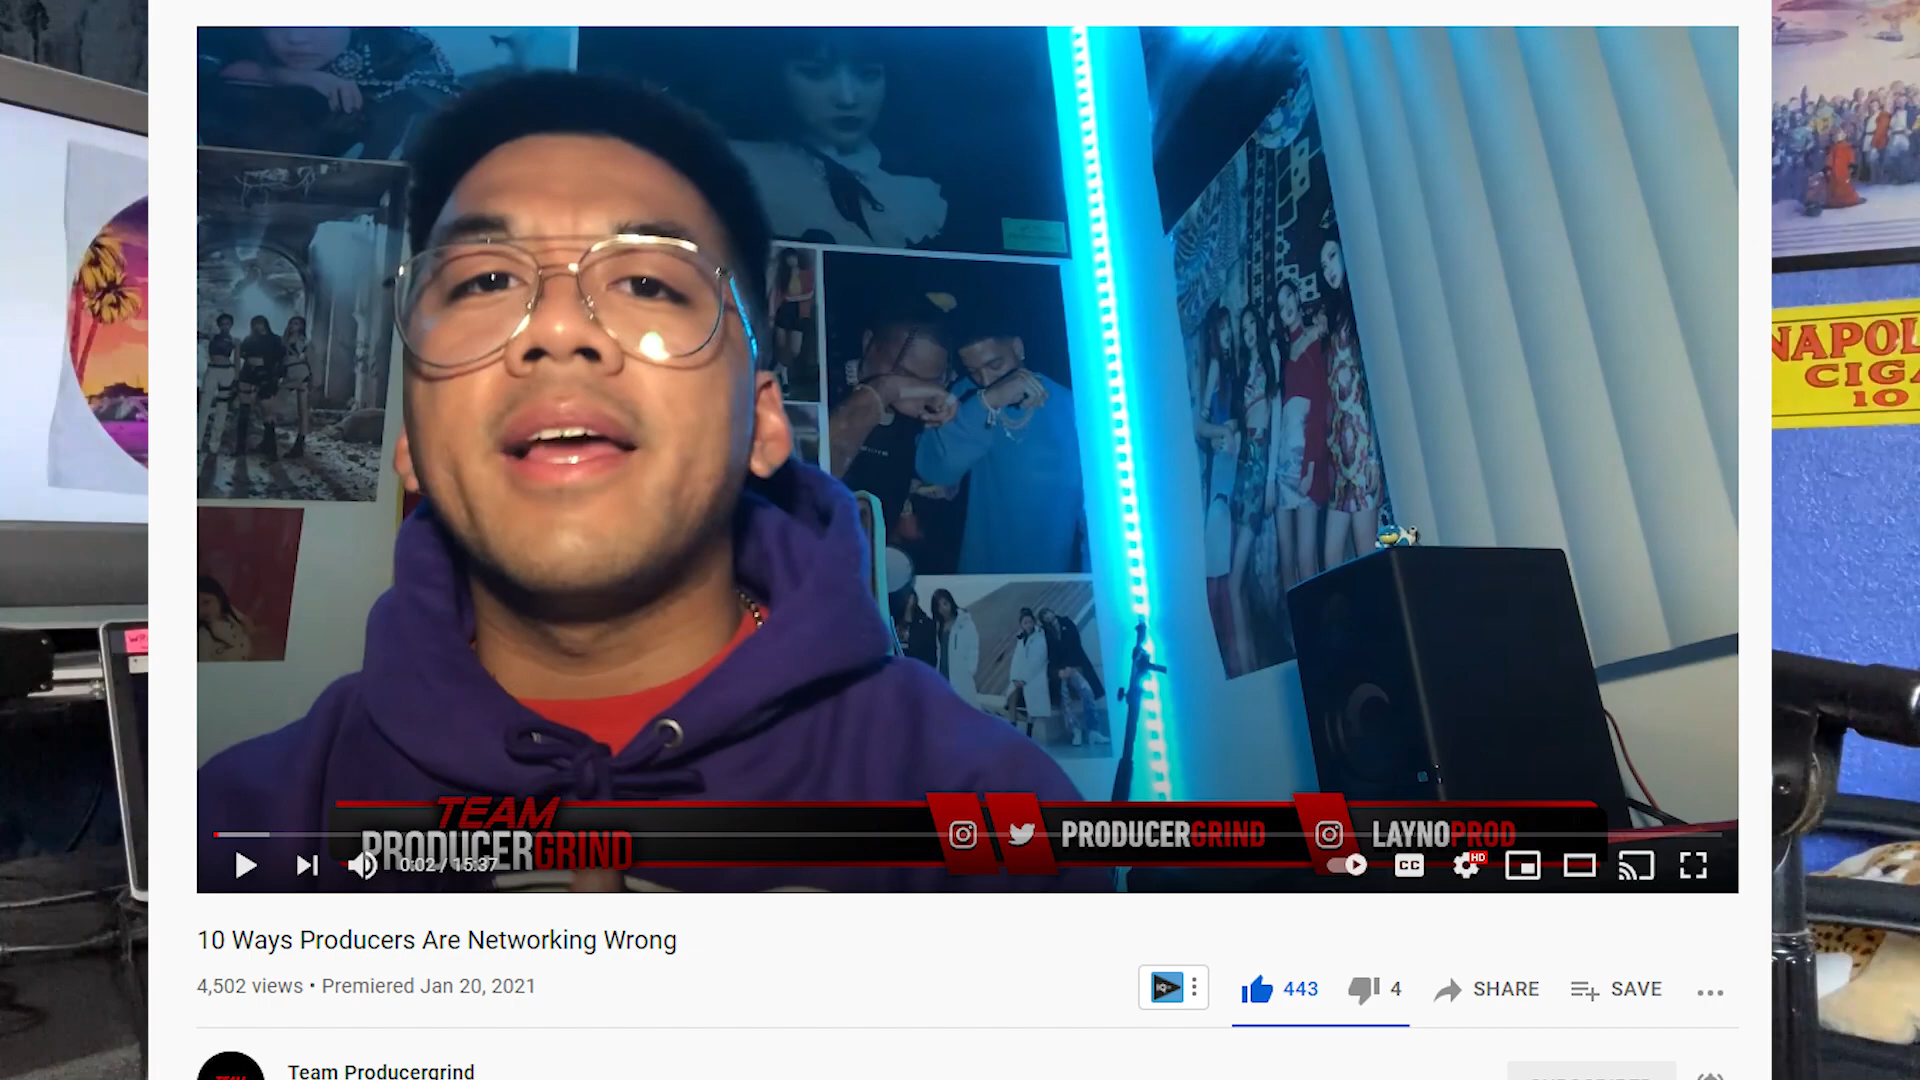 NAPOL
CIGA
10
TEAM
PRODUCERGRIND
PRODUCERGRIND
LAYNOPROD
0:02 / 15:37
CC
HD
10 Ways Producers Are Networking Wrong
4,502 views • Premiered Jan 20, 2021
443
4
SHARE
SAVE
Team Producergrind